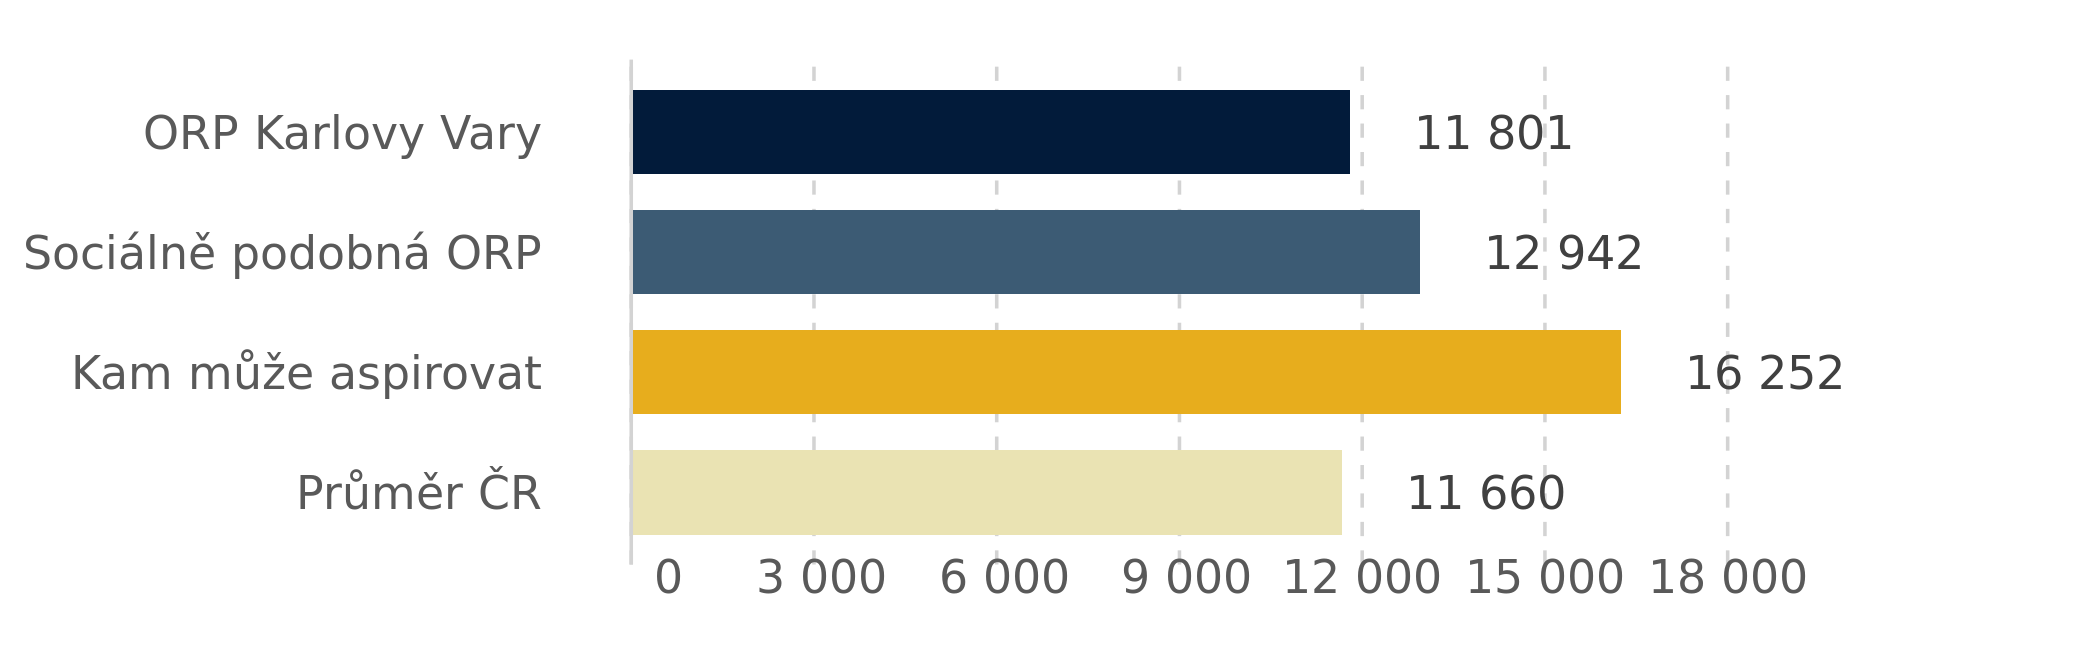 ORP Karlovy Vary 11 801
Sociálně podobná ORP 12 942
Kam může aspirovat 16 252
Průměr ČR 11 660
0 3 000 6 000 9 000 12 000 15 000 18 000